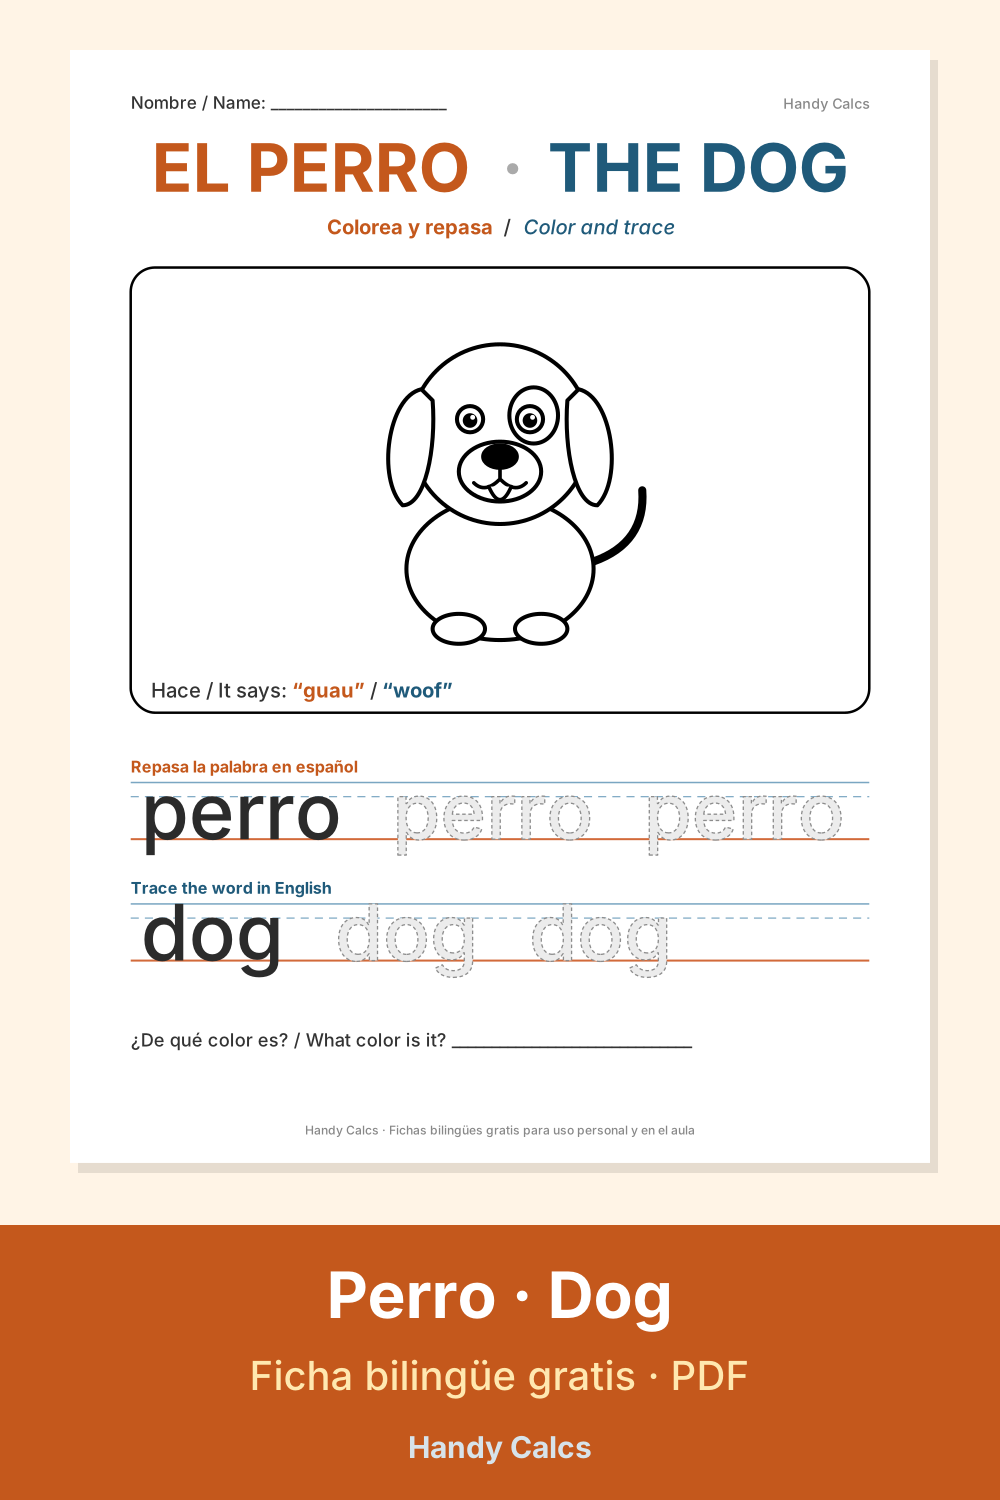 Nombre / Name: ____________________
Handy Calcs
EL PERRO · THE DOG
Colorea y repasa / Color and trace
Hace / It says: “guau” / “woof”
Repasa la palabra en español
perro perro perro
Trace the word in English
dog dog dog
¿De qué color es? / What color is it? ____________________
Handy Calcs · Fichas bilingües gratis para uso personal y en el aula
Perro · Dog
Ficha bilingüe gratis · PDF
Handy Calcs